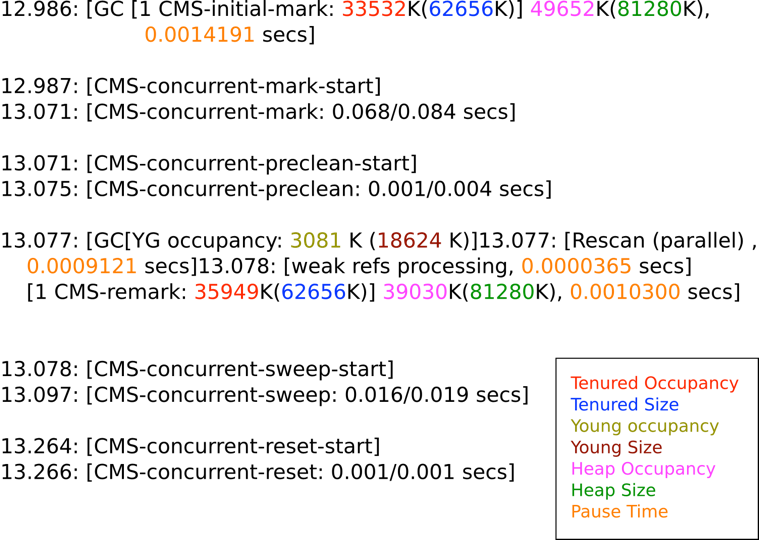 12.986: [GC [1 CMS-initial-mark: 33532K(62656K)] 49652K(81280K),
0.0014191 secs]
12.987: [CMS-concurrent-mark-start]
13.071: [CMS-concurrent-mark: 0.068/0.084 secs]
13.071: [CMS-concurrent-preclean-start]
13.075: [CMS-concurrent-preclean: 0.001/0.004 secs]
13.077: [GC[YG occupancy: 3081 K (18624 K)]13.077: [Rescan (parallel) ,
0.0009121 secs]13.078: [weak refs processing, 0.0000365 secs]
[1 CMS-remark: 35949K(62656K)] 39030K(81280K), 0.0010300 secs]
13.078: [CMS-concurrent-sweep-start]
13.097: [CMS-concurrent-sweep: 0.016/0.019 secs]
13.264: [CMS-concurrent-reset-start]
13.266: [CMS-concurrent-reset: 0.001/0.001 secs]
Tenured Occupancy
Tenured Size
Young occupancy
Young Size
Heap Occupancy
Heap Size
Pause Time